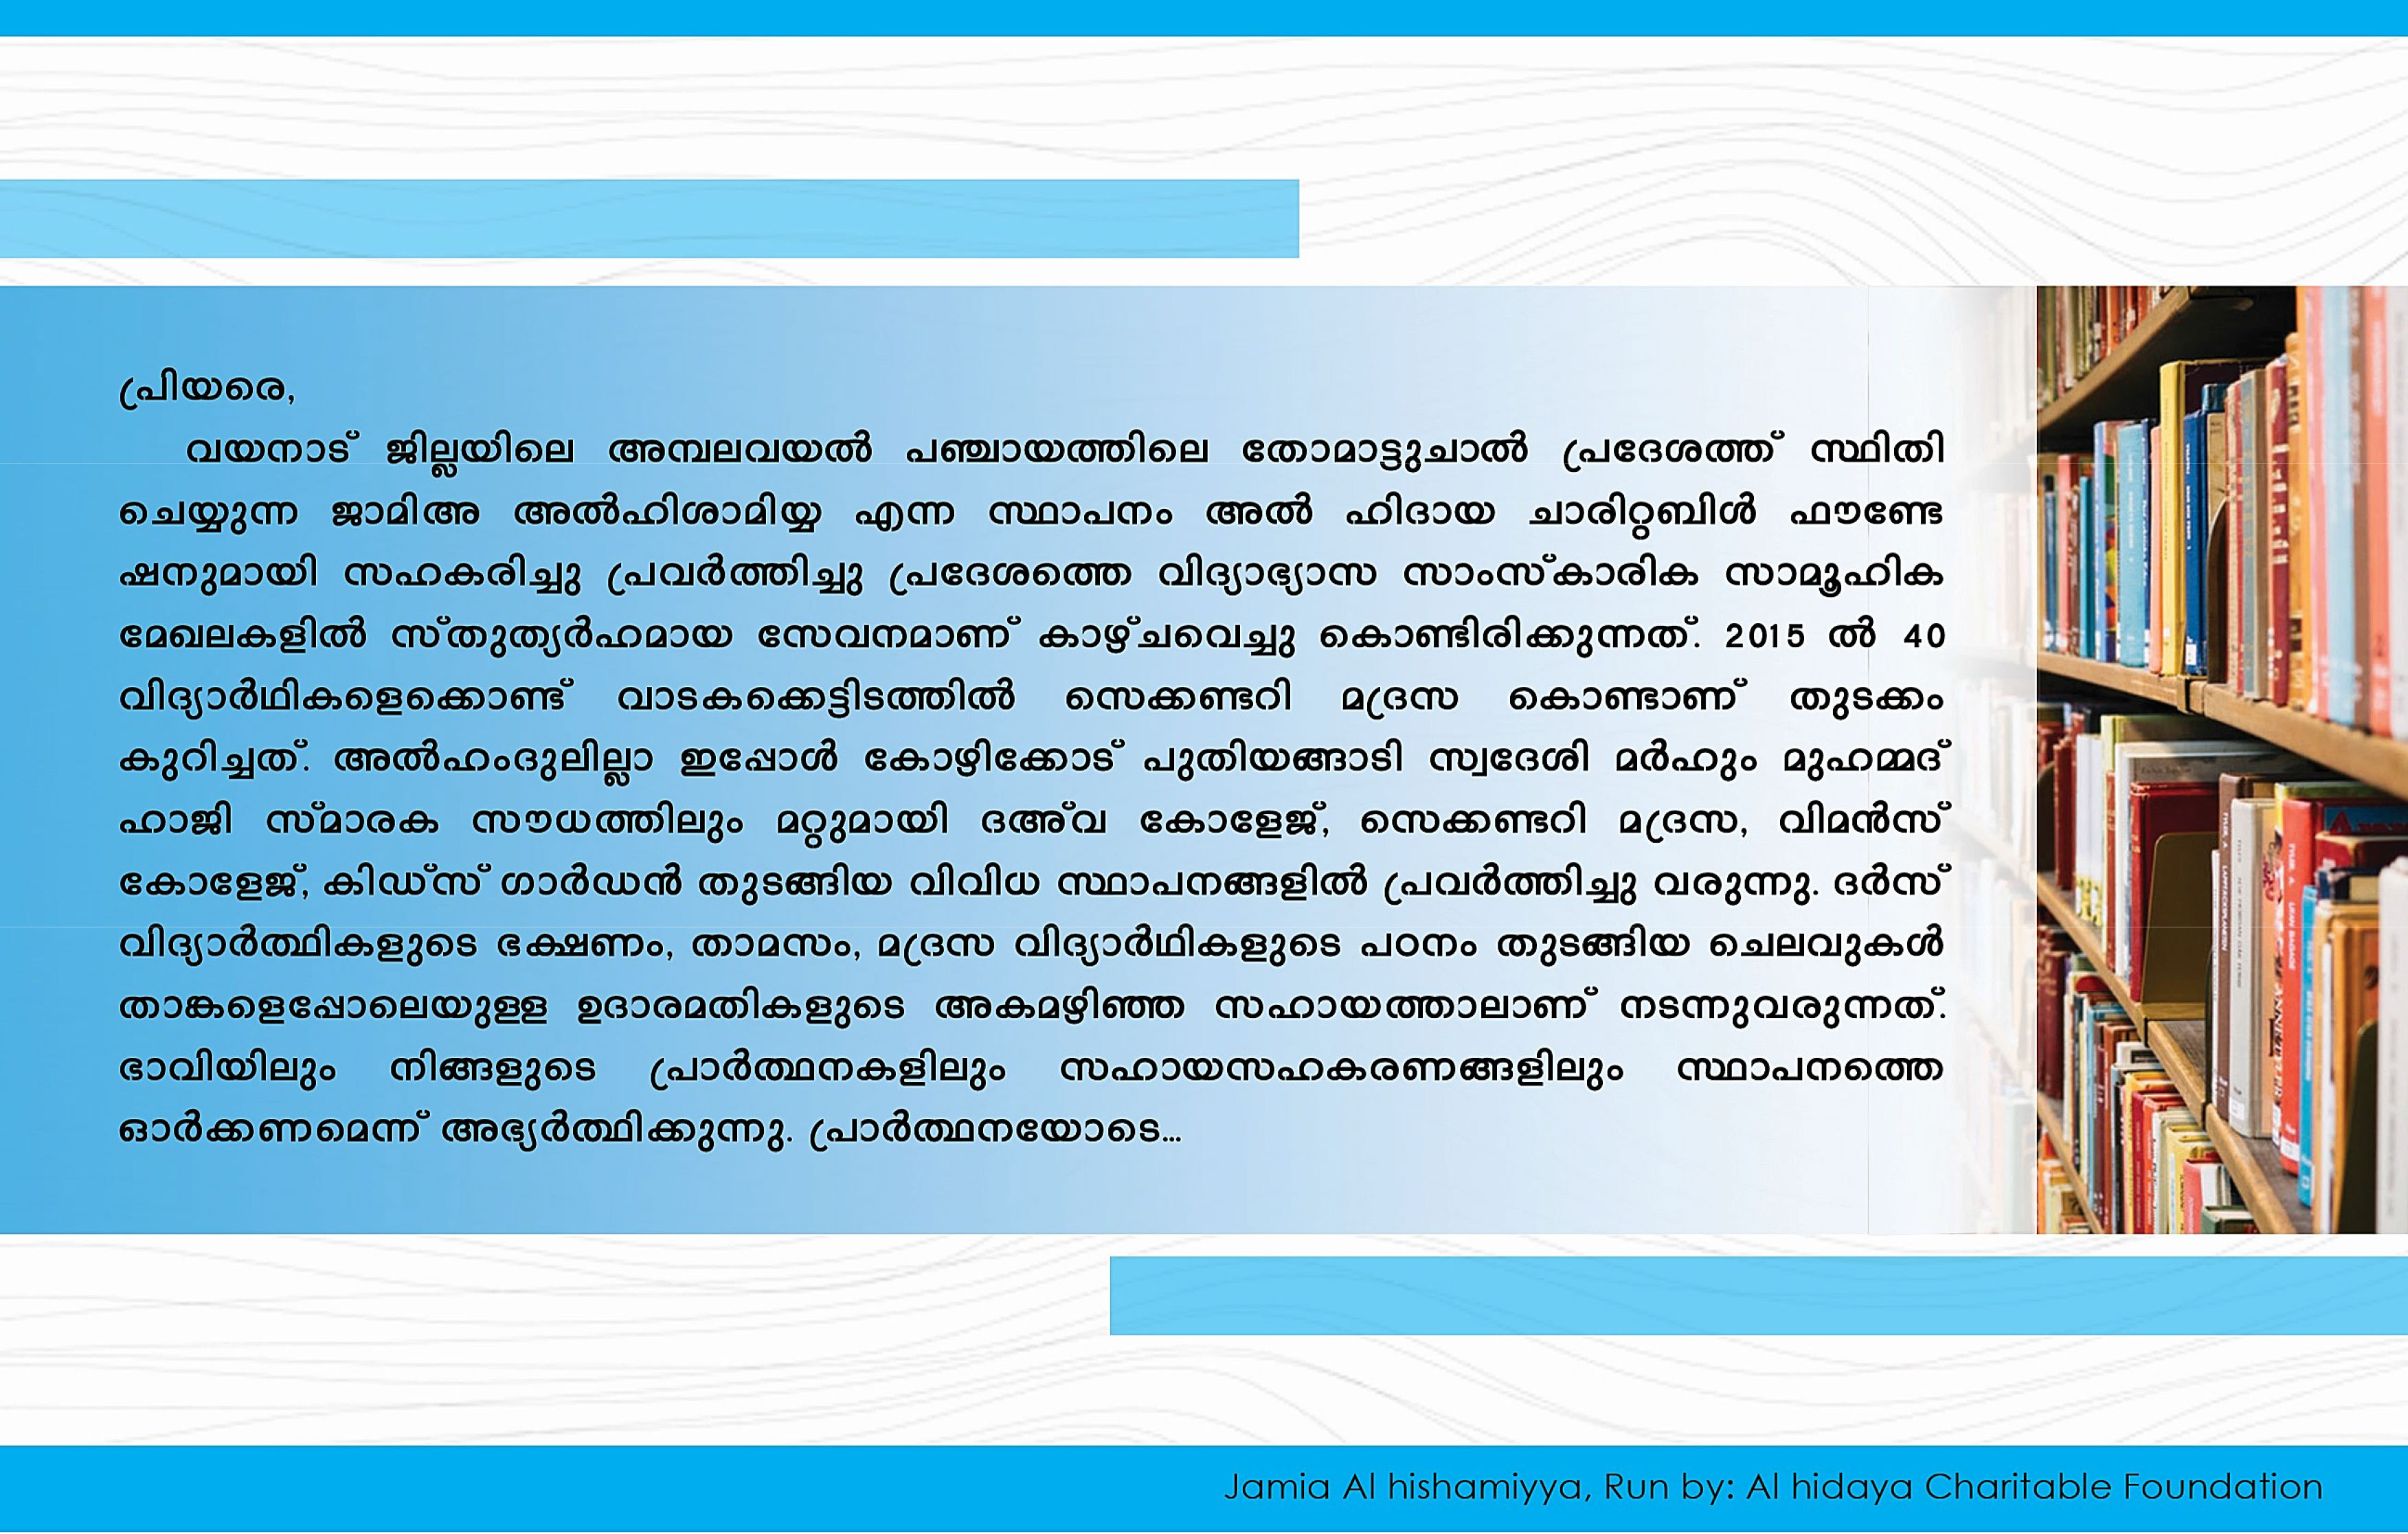 പ്രിയരെ,
വയനാട് ജില്ലയിലെ അമ്പലവയൽ പഞ്ചായത്തിലെ തോമാട്ടുചാൽ പ്രദേശത്ത് സ്ഥിതി
ചെയ്യുന്ന ജാമിഅ അൽഹിശാമിയ്യ എന്ന സ്ഥാപനം അൽ ഹിദായ ചാരിറ്റബിൾ ഫൗണ്ടേ
ഷനുമായി സഹകരിച്ചു പ്രവർത്തിച്ചു പ്രദേശത്തെ വിദ്യാഭ്യാസ സാംസ്കാരിക സാമൂഹിക
മേഖലകളിൽ സ്തുത്യർഹമായ സേവനമാണ് കാഴ്ചവെച്ചു കൊണ്ടിരിക്കുന്നത്. 2015 ൽ 40
വിദ്യാർഥികളെക്കൊണ്ട് വാടകക്കെട്ടിടത്തിൽ സെക്കണ്ടറി മദ്രസ കൊണ്ടാണ് തുടക്കം
കുറിച്ചത്. അൽഹംദുലില്ലാ ഇപ്പോൾ കോഴിക്കോട് പുതിയങ്ങാടി സ്വദേശി മർഹും മുഹമ്മദ്
ഹാജി സ്മാരക സൗധത്തിലും മറ്റുമായി ദഅ്‌വ കോളേജ്, സെക്കണ്ടറി മദ്രസ, വിമൻസ്
കോളേജ്, കിഡ്സ് ഗാർഡൻ തുടങ്ങിയ വിവിധ സ്ഥാപനങ്ങളിൽ പ്രവർത്തിച്ചു വരുന്നു. ദർസ്
വിദ്യാർത്ഥികളുടെ ഭക്ഷണം, താമസം, മദ്രസ വിദ്യാർഥികളുടെ പഠനം തുടങ്ങിയ ചെലവുകൾ
താങ്കളെപ്പോലെയുളള ഉദാരമതികളുടെ അകമഴിഞ്ഞ സഹായത്താലാണ് നടന്നുവരുന്നത്.
ഭാവിയിലും നിങ്ങളുടെ പ്രാർത്ഥനകളിലും സഹായസഹകരണങ്ങളിലും സ്ഥാപനത്തെ
ഓർക്കണമെന്ന് അഭ്യർത്ഥിക്കുന്നു. പ്രാർത്ഥനയോടെ...
Jamia Al hishamiyya, Run by: Al hidaya Charitable Foundation